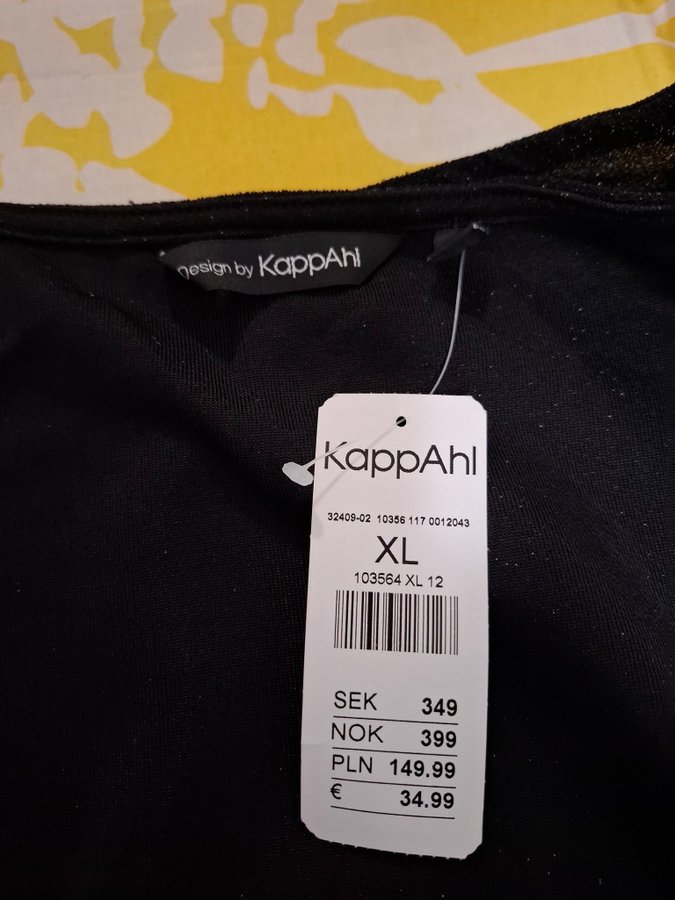 Design by KappAhl
KappAhl
32409-02 10356 117 0012043
XL
103564 XL 12
SEK 349
NOK 399
PLN 149.99
€ 34.99